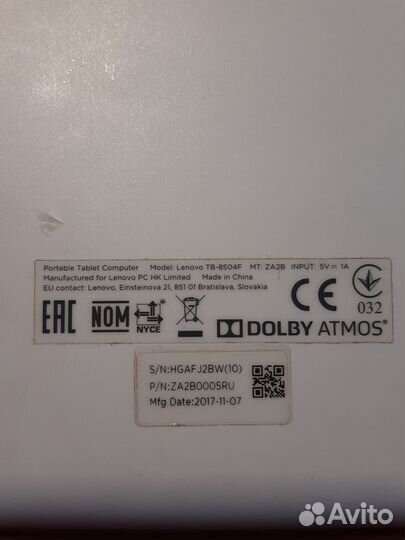 Portable Tablet Computer Model: Lenovo TB-8504F MT: ZA2B INPUT: 5V⎓1A
Manufactured for Lenovo PC HK Limited Made in China
EU contact: Lenovo, Einsteinova 21, 851 01 Bratislava, Slovakia
CE
032
EAC
NOM
NYCE
DOLBY ATMOS®
S/N:HGAFJ2BW(10)
P/N:ZA2B0005RU
Mfg Date:2017-11-07
Avito